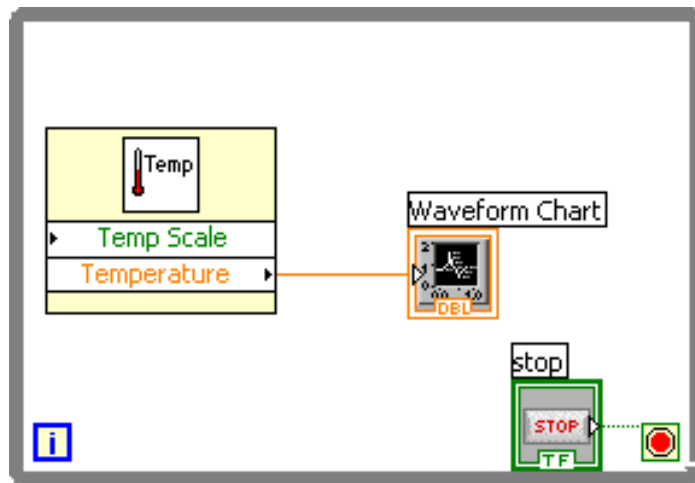 Temp
Temp Scale
Temperature
Waveform Chart
DBL
stop
STOP
TF
i